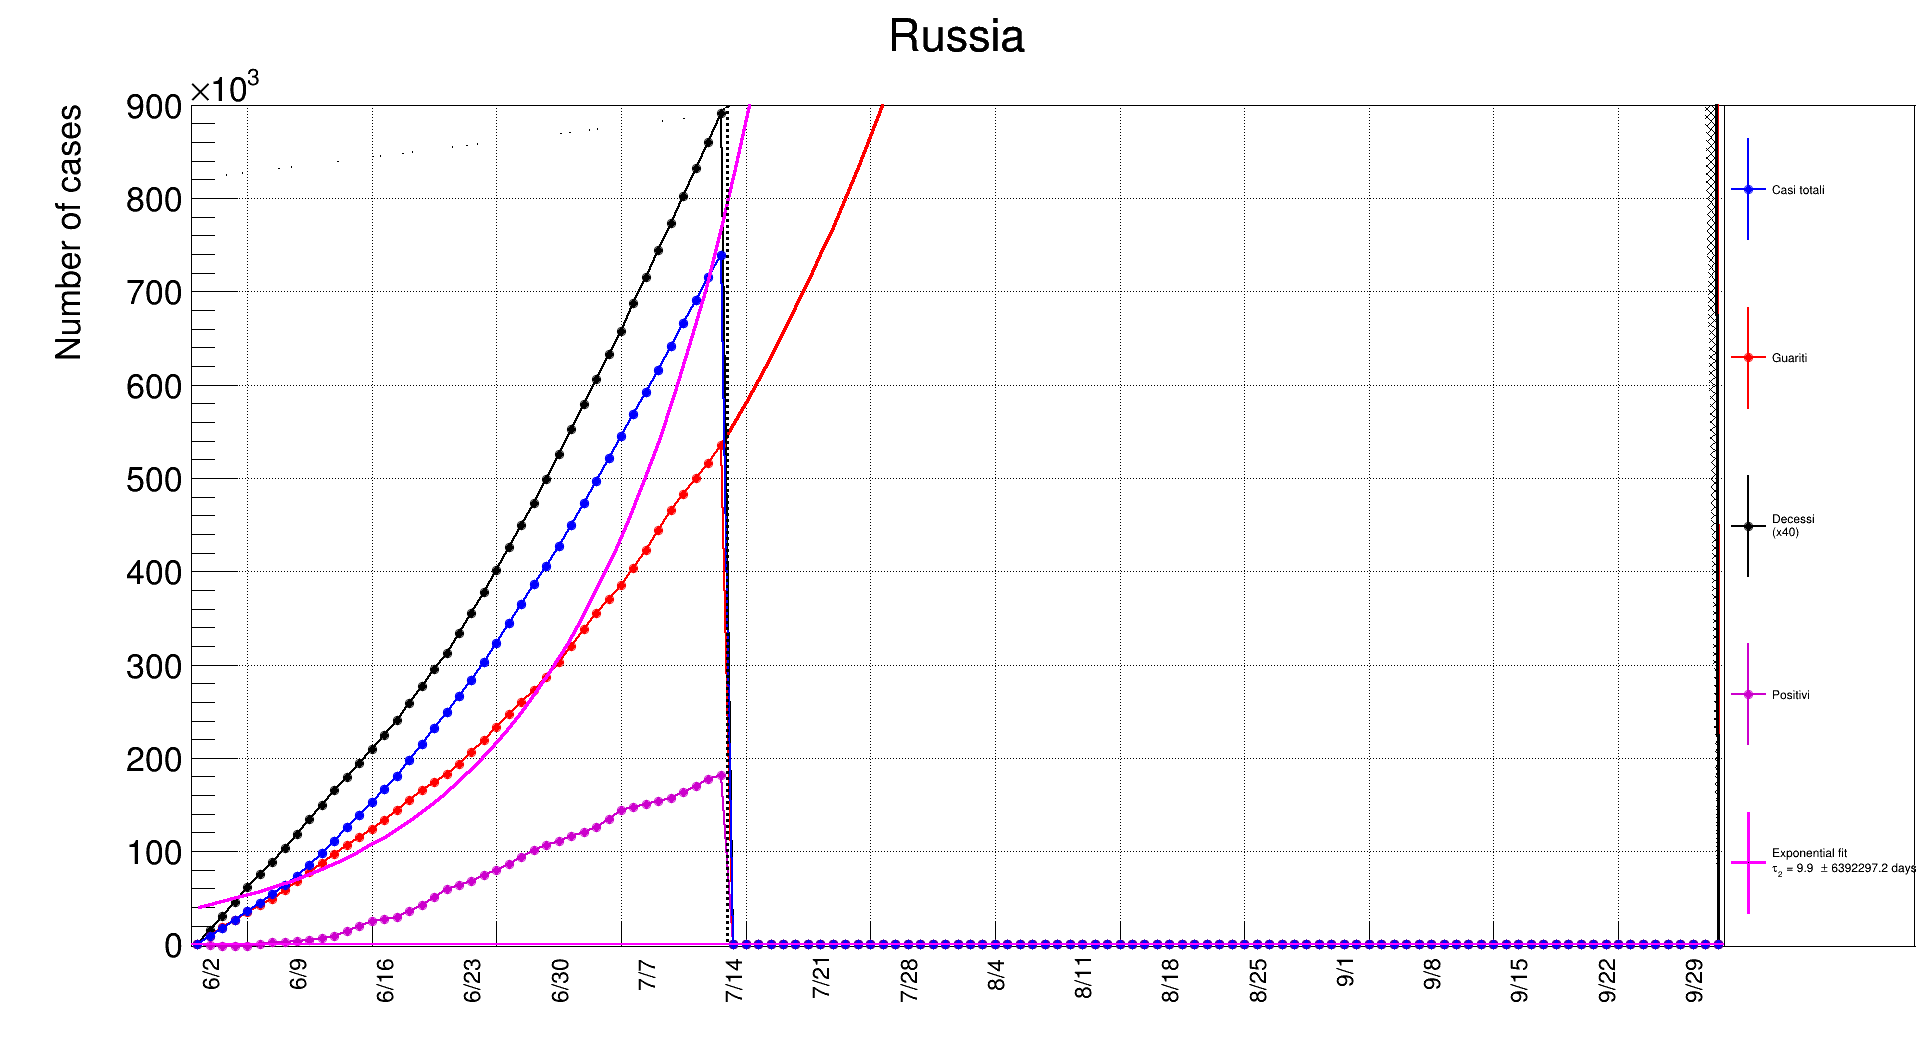 Russia
×10³
Number of cases
900
800
700
600
500
400
300
200
100
0
6/2 6/9 6/16 6/23 6/30 7/7 7/14 7/21 7/28 8/4 8/11 8/18 8/25 9/1 9/8 9/15 9/22 9/29
Casi totali
Guariti
Decessi
(x40)
Positivi
Exponential fit
τ₂ = 9.9 ± 6392297.2 days